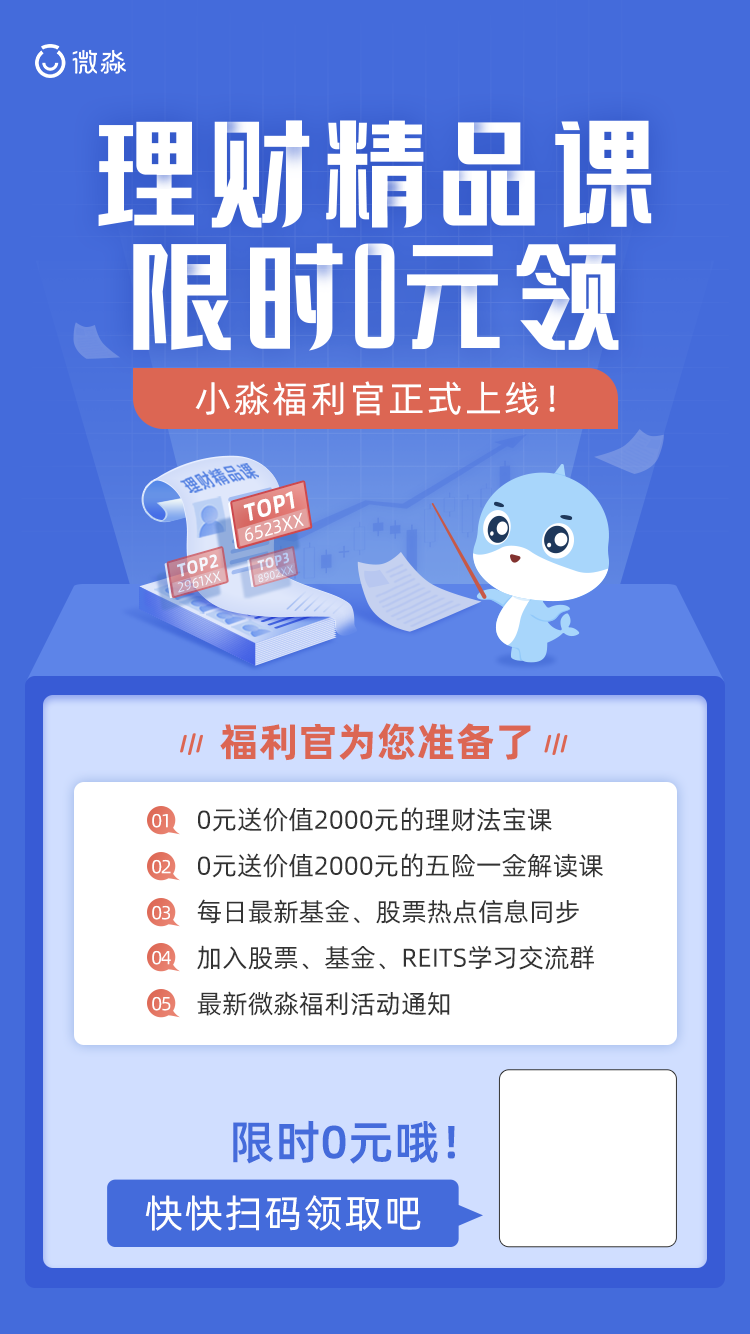 微淼
理财精品课
限时0元领
小淼福利官正式上线!
理财精品课
TOP1
6523XX
TOP2
2961XX
TOP3
8902XX
福利官为您准备了
01 0元送价值2000元的理财法宝课
02 0元送价值2000元的五险一金解读课
03 每日最新基金、股票热点信息同步
04 加入股票、基金、REITS学习交流群
05 最新微淼福利活动通知
限时0元哦!
快快扫码领取吧